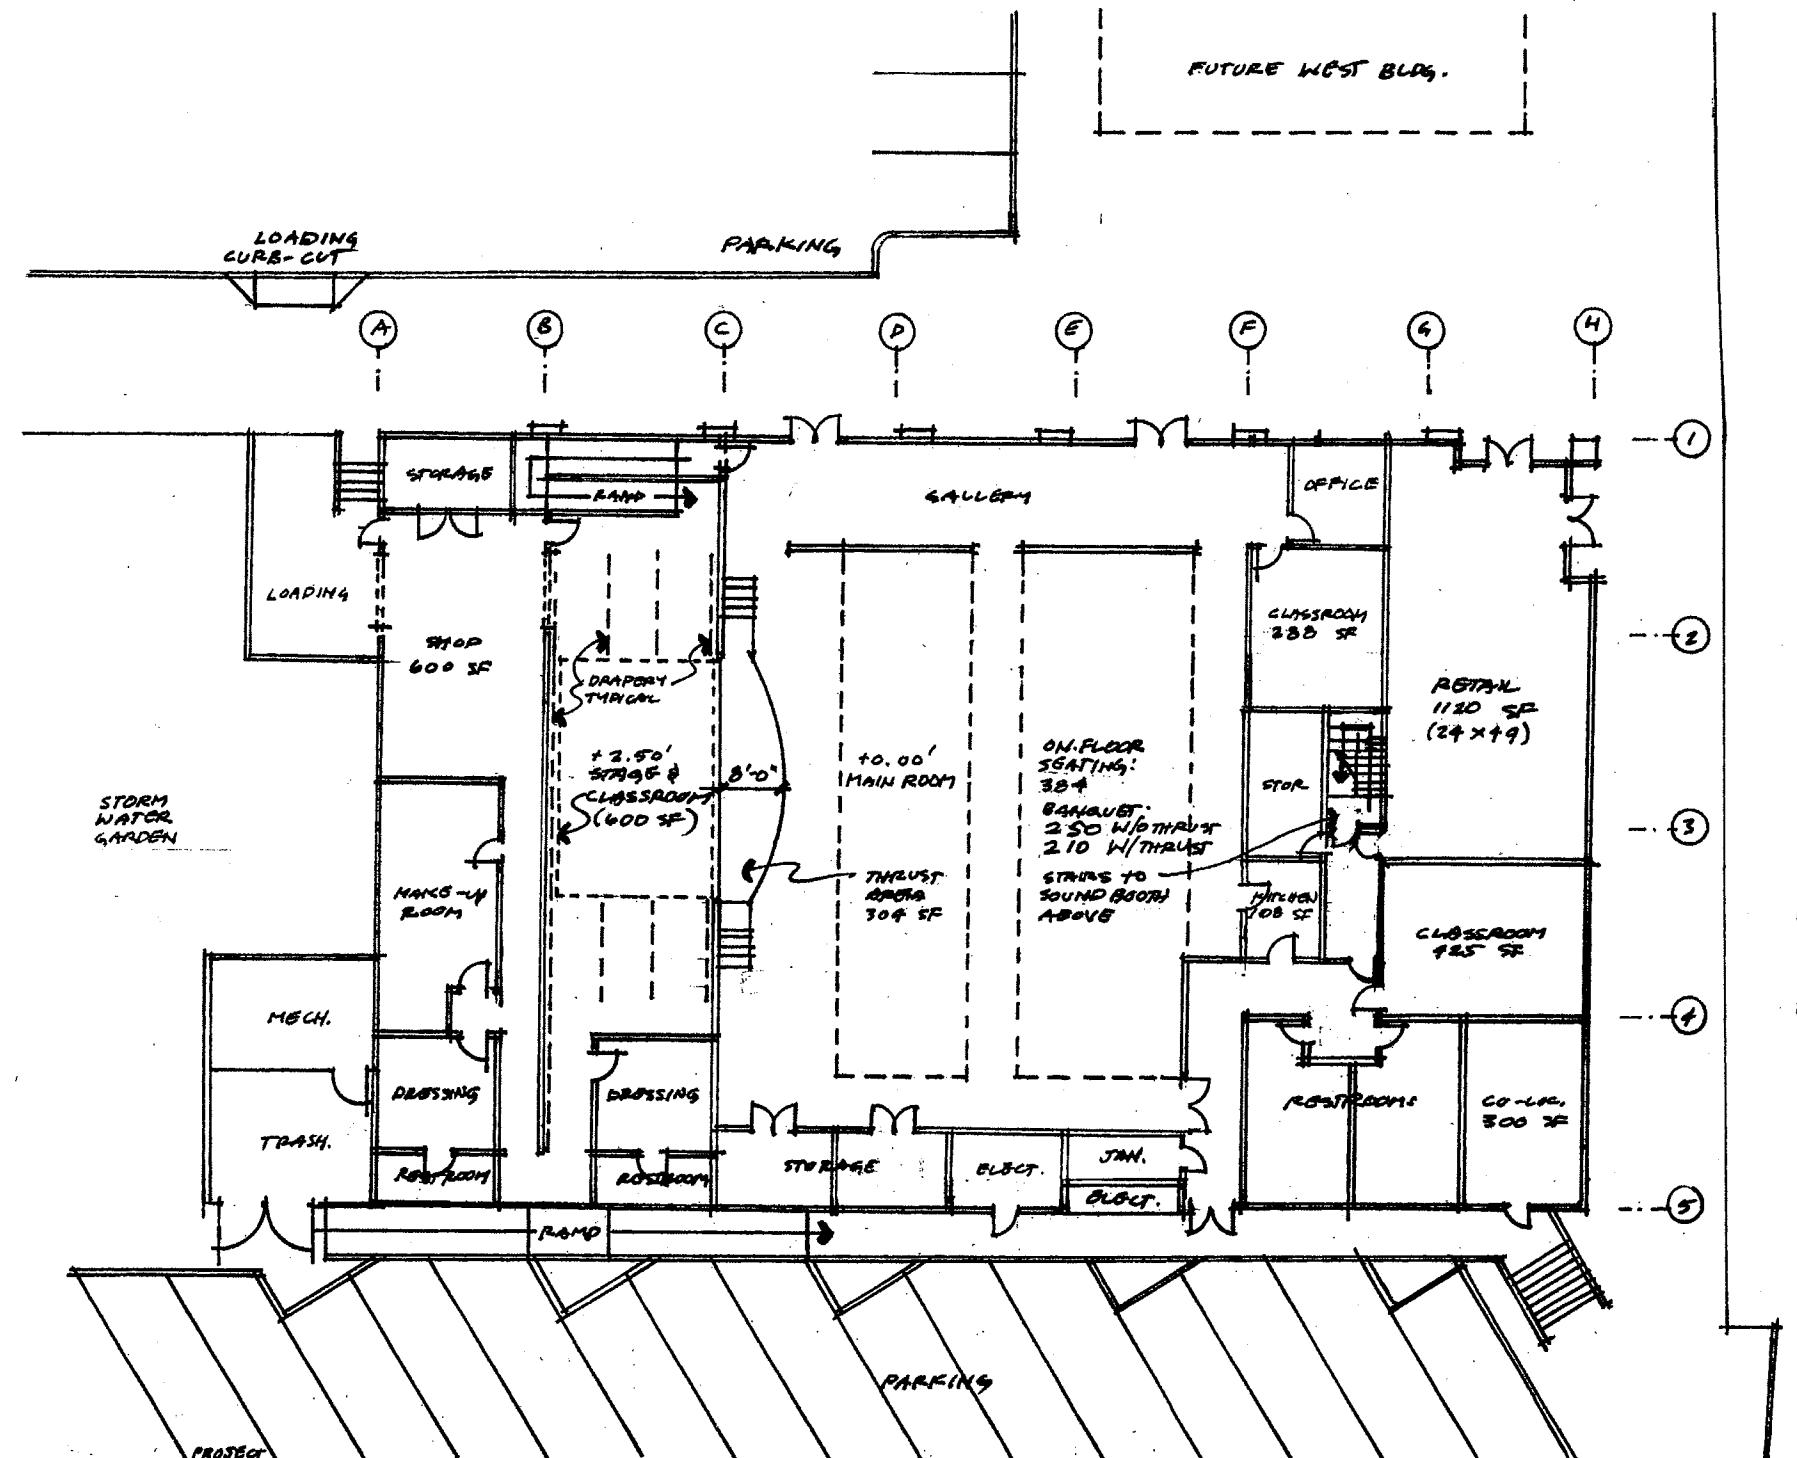 FUTURE WEST BLDG.
LOADING
CURB-CUT
PARKING
A
B
C
D
E
F
G
H
1
STORAGE
RAMP
GALLERY
OFFICE
LOADING
SHOP
600 SF
CLASSROOM
288 SF
2
DRAPERY
TYPICAL
RETAIL
1120 SF
(24 x 49)
+2.50'
STAGE &
CLASSROOM
(600 SF)
8'-0"
±0.00'
MAIN ROOM
ON-FLOOR
SEATING:
384
BANQUET:
250 W/O THRUST
210 W/THRUST
STOR
3
STORM
WATER
GARDEN
MAKE-UP
ROOM
THRUST
AREA
304 SF
STAIRS TO
SOUND BOOTH
ABOVE
KITCHEN
108 SF
CLASSROOM
425 SF
MECH.
4
DRESSING
DRESSING
RESTROOMS
CO-LOC.
300 SF
TRASH.
RESTROOM
RESTROOM
STORAGE
ELECT.
JAN.
ELECT.
5
RAMP
PARKING
PROJECT